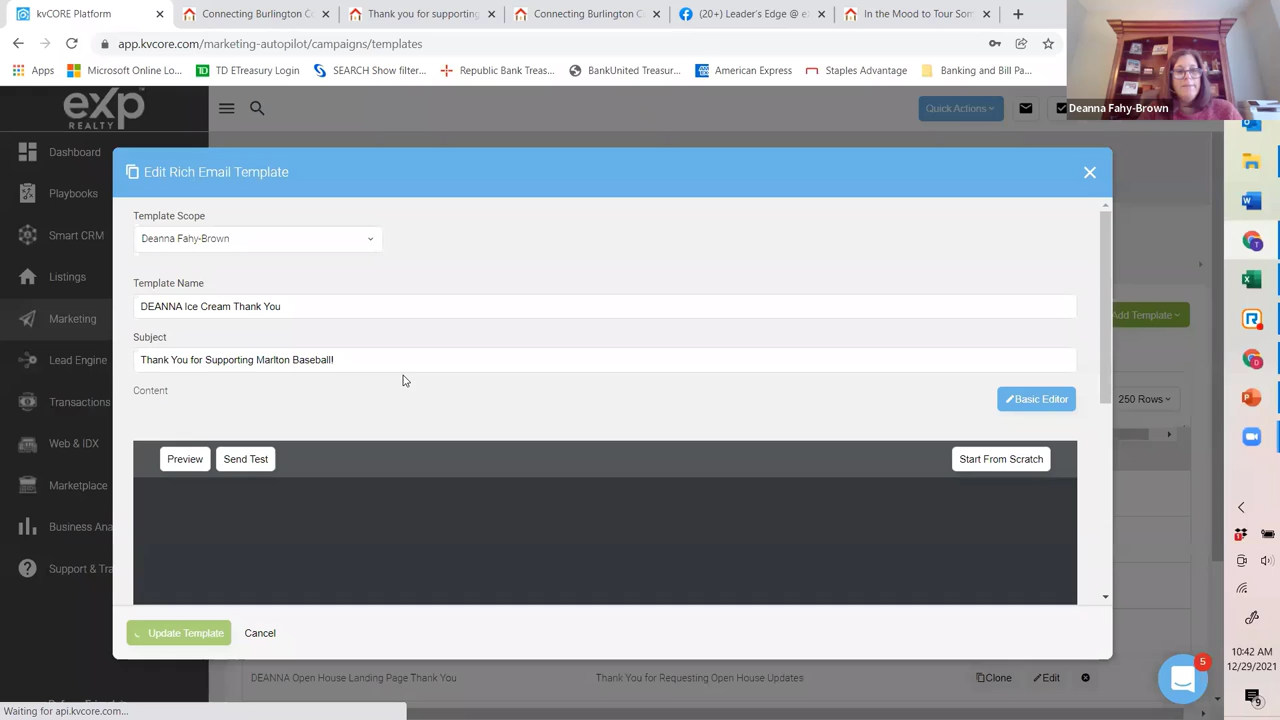 kvCORE Platform
Connecting Burlington C
Thank you for supporting
Connecting Burlington C
(20+) Leader's Edge @ e
In the Mood to Tour Som
app.kvcore.com/marketing-autopilot/campaigns/templates
Apps
Microsoft Online Lo...
TD ETreasury Login
SEARCH Show filter...
Republic Bank Treas...
BankUnited Treasur...
American Express
Staples Advantage
Banking and Bill Pa...
Deanna Fahy-Brown
exp
REALTY
Quick Actions
Dashboard
Playbooks
Smart CRM
Listings
Marketing
Lead Engine
Transactions
Web & IDX
Marketplace
Business Ana
Support & Tra
Edit Rich Email Template
Template Scope
Deanna Fahy-Brown
Template Name
DEANNA Ice Cream Thank You
Subject
Thank You for Supporting Marlton Baseball!
Content
Basic Editor
Preview
Send Test
Start From Scratch
Update Template
Cancel
Add Template
250 Rows
DEANNA Open House Landing Page Thank You
Thank You for Requesting Open House Updates
Clone
Edit
5
10:42 AM
12/29/2021
9
Waiting for api.kvcore.com...